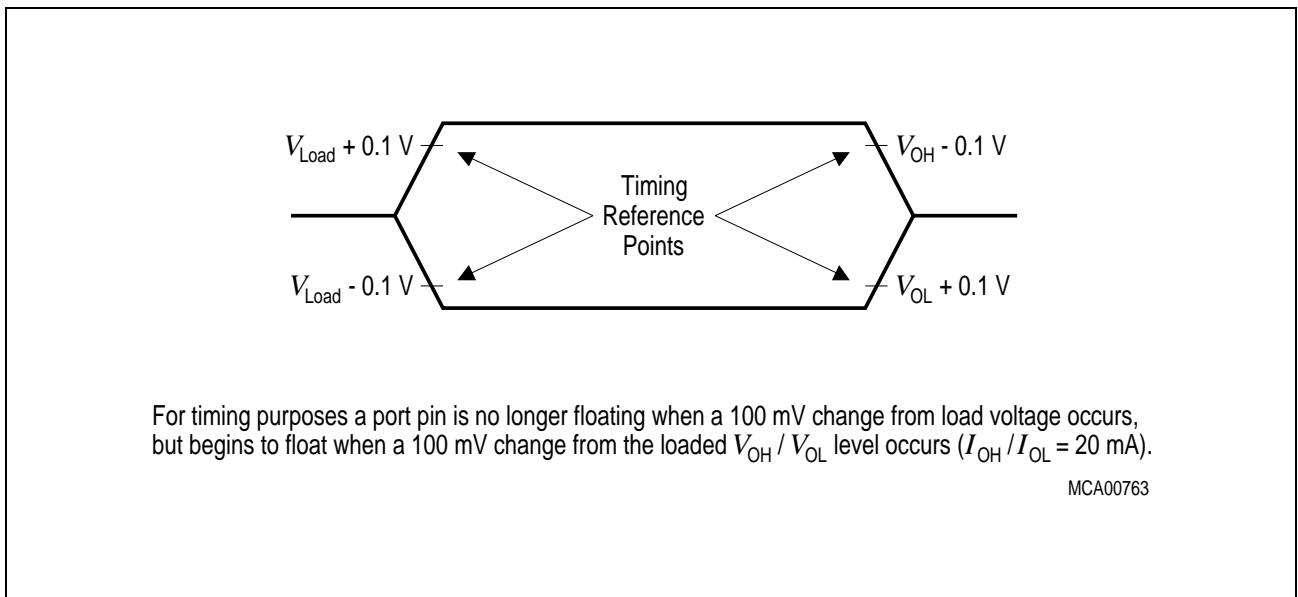 V_Load + 0.1 V
V_OH - 0.1 V
Timing
Reference
Points
V_Load - 0.1 V
V_OL + 0.1 V
For timing purposes a port pin is no longer floating when a 100 mV change from load voltage occurs,
but begins to float when a 100 mV change from the loaded V_OH / V_OL level occurs (I_OH / I_OL = 20 mA).
MCA00763